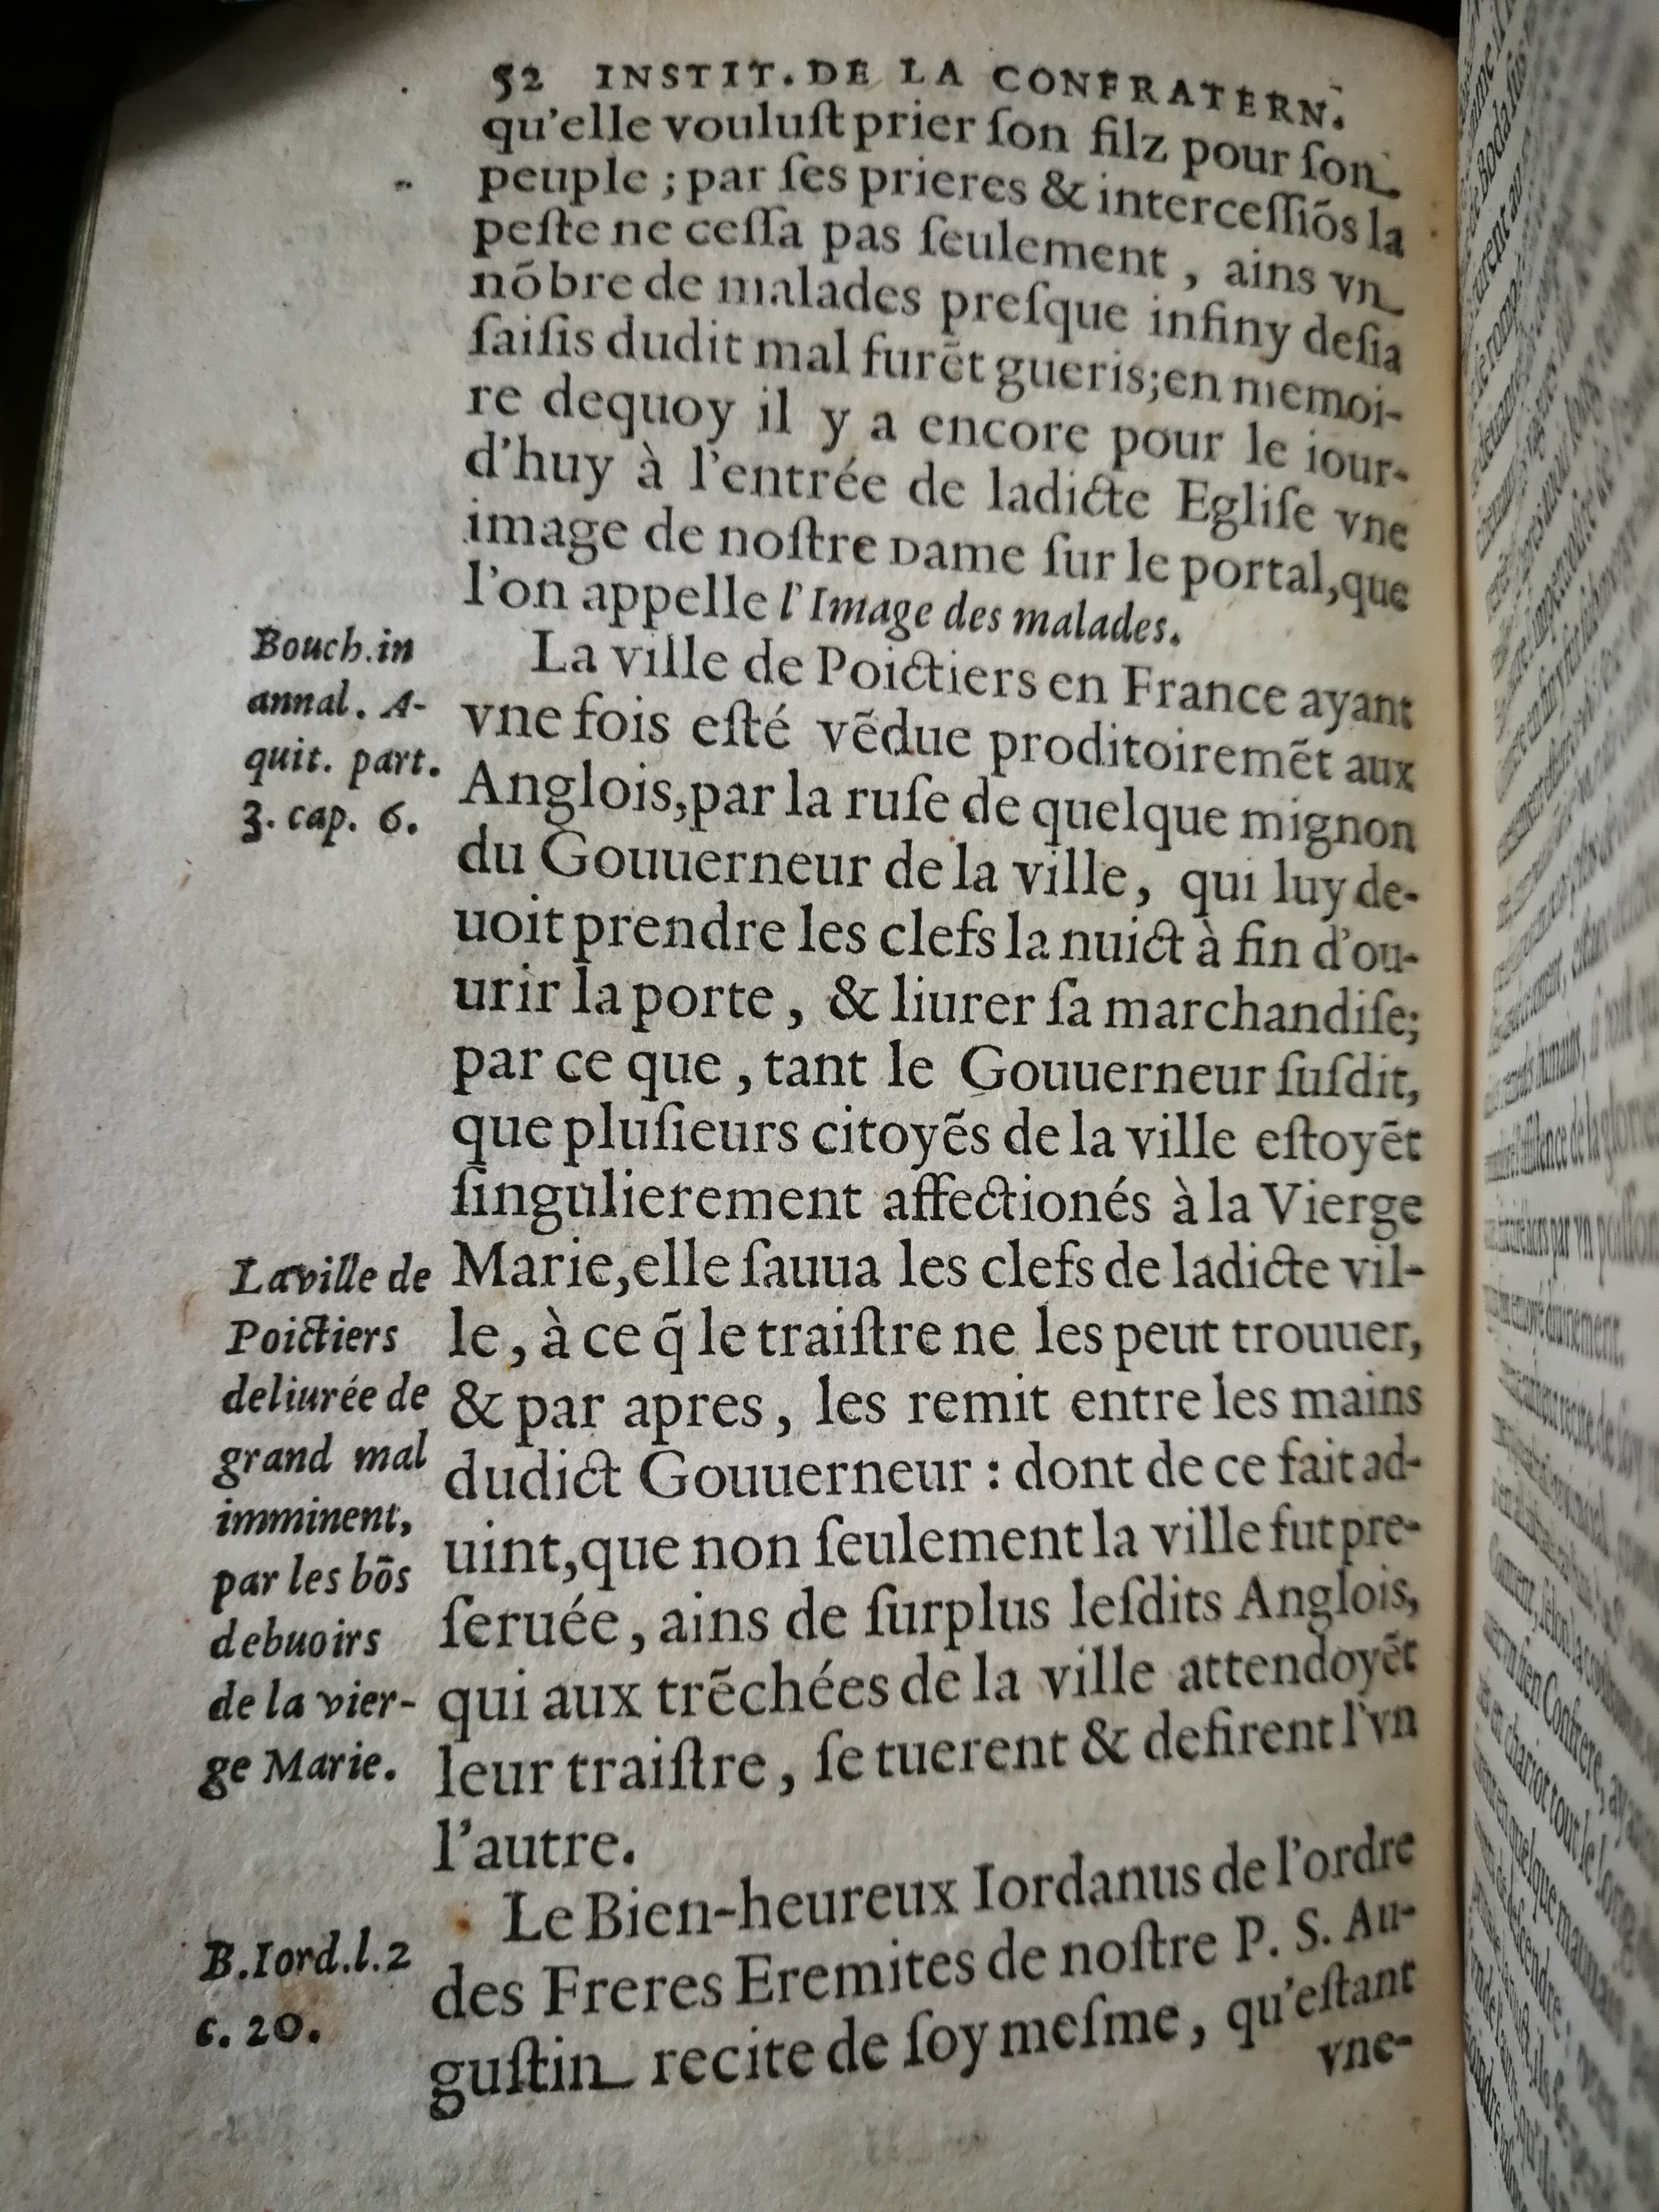 52 INSTIT. DE LA CONFRATERN.
qu'elle vouluſt prier ſon filz pour ſon
peuple ; par ſes prieres & interceſſiõs la
peſte ne ceſſa pas ſeulement , ains vn
nõbre de malades preſque infiny deſia
ſaiſis dudit mal furẽt gueris;en memoi-
re dequoy il y a encore pour le iour-
d'huy à l'entrée de ladicte Egliſe vne
image de noſtre Dame ſur le portal,que
l'on appelle l'Image des malades.
La ville de Poictiers en France ayant
vne fois eſté vẽdue proditoiremẽt aux
Anglois,par la ruſe de quelque mignon
du Gouuerneur de la ville, qui luy de-
uoit prendre les clefs la nuict à fin d'ou-
urir la porte , & liurer ſa marchandiſe;
par ce que , tant le Gouuerneur ſuſdit,
que pluſieurs citoyẽs de la ville eſtoyẽt
ſingulierement affectionés à la Vierge
Marie,elle ſauua les clefs de ladicte vil-
le , à ce q̃ le traiſtre ne les peut trouuer,
& par apres , les remit entre les mains
dudict Gouuerneur : dont de ce fait ad-
uint,que non ſeulement la ville fut pre-
ſeruée , ains de ſurplus leſdits Anglois,
qui aux trẽchées de la ville attendoyẽt
leur traiſtre , ſe tuerent & defirent l'vn
l'autre.
Le Bien-heureux Iordanus de l'ordre
des Freres Eremites de noſtre P. S. Au-
guſtin recite de ſoy meſme , qu'eſtant
vne-
Bouch.in
annal. A-
quit. part.
3. cap. 6.
La ville de
Poictiers
deliurée de
grand mal
imminent,
par les bõs
debuoirs
de la vier-
ge Marie.
B.Iord.l.2
c. 20.